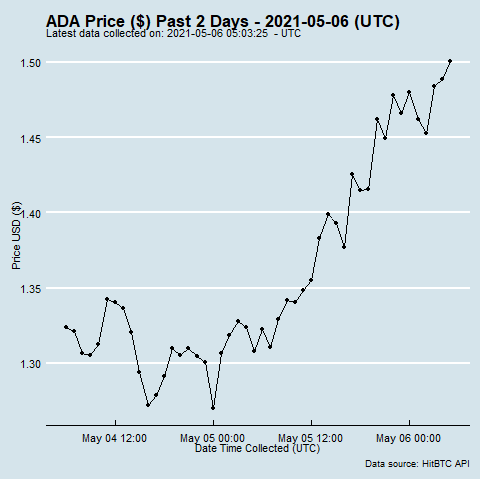 ADA Price ($) Past 2 Days - 2021-05-06 (UTC)
Latest data collected on: 2021-05-06 05:03:25  - UTC
1.50
1.45
1.40
1.35
1.30
Price USD ($)
May 04 12:00 May 05 00:00 May 05 12:00 May 06 00:00
Date Time Collected (UTC)
Data source: HitBTC API